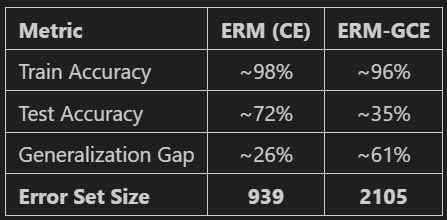 Metric ERM (CE) ERM-GCE
Train Accuracy ~98% ~96%
Test Accuracy ~72% ~35%
Generalization Gap ~26% ~61%
Error Set Size 939 2105